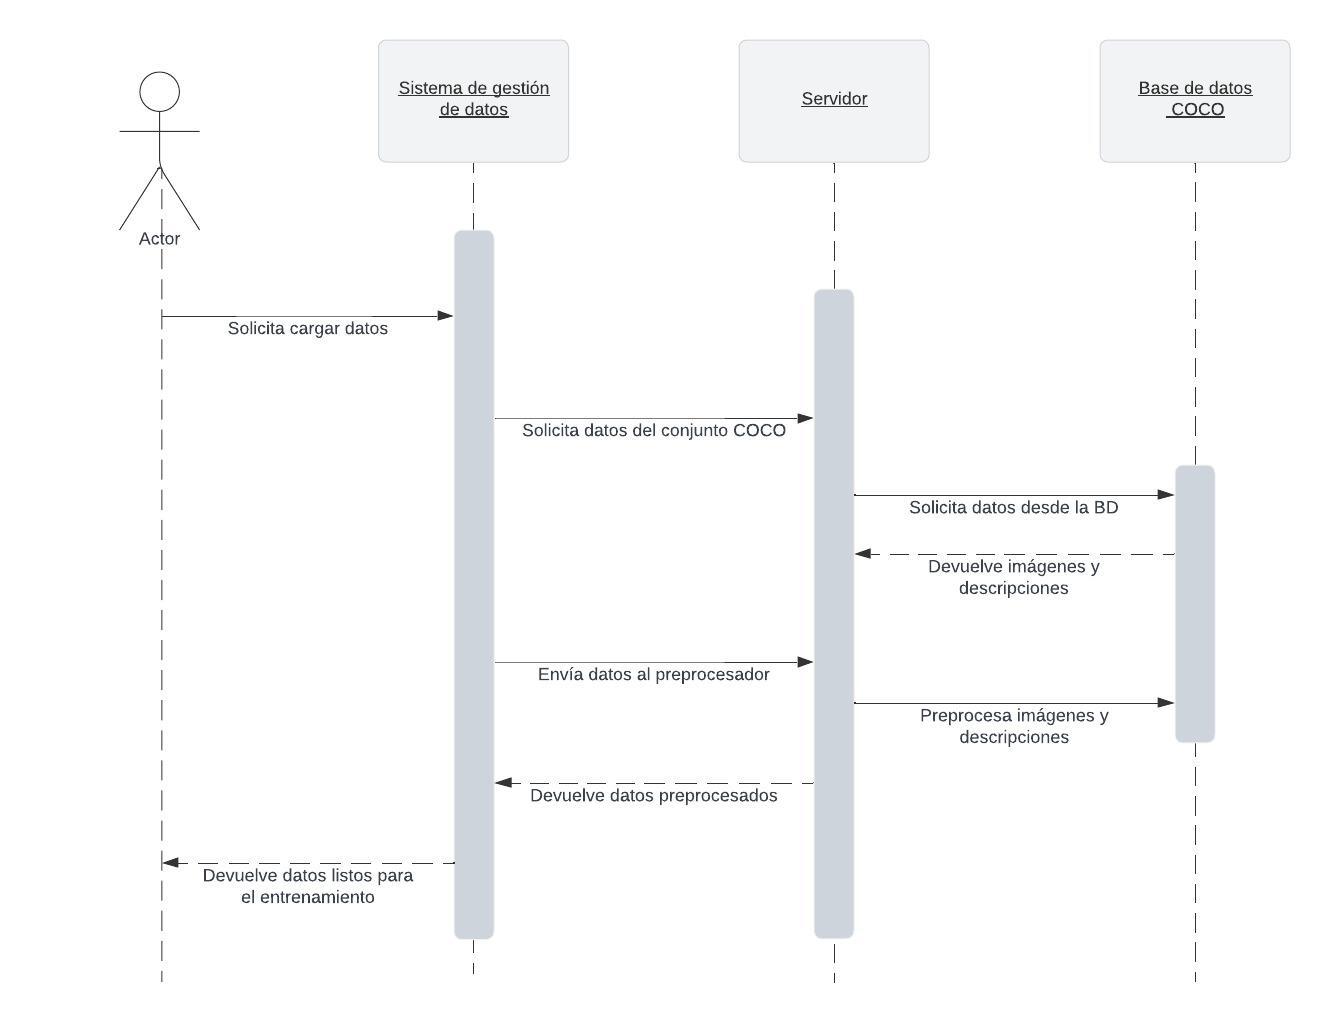 Sistema de gestión
de datos
Servidor
Base de datos
COCO
Actor
Solicita cargar datos
Solicita datos del conjunto COCO
Solicita datos desde la BD
Devuelve imágenes y
descripciones
Envía datos al preprocesador
Preprocesa imágenes y
descripciones
Devuelve datos preprocesados
Devuelve datos listos para
el entrenamiento